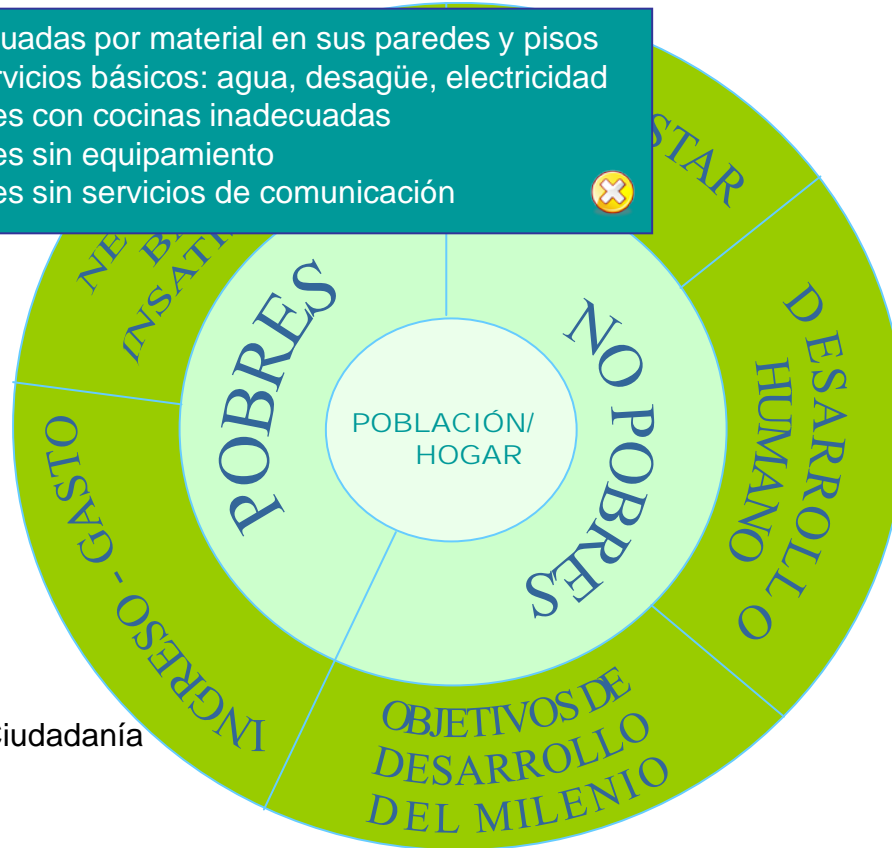 uadas por material en sus paredes y pisos
rvicios básicos: agua, desagüe, electricidad
es con cocinas inadecuadas
es sin equipamiento
es sin servicios de comunicación
STAR
NE
B
INSATI
POBRES
NO POBRES
POBLACIÓN/
HOGAR
DESARROLLO
HUMANO
INGRESO - GASTO
OBJETIVOS DE
DESARROLLO
DEL MILENIO
Ciudadanía